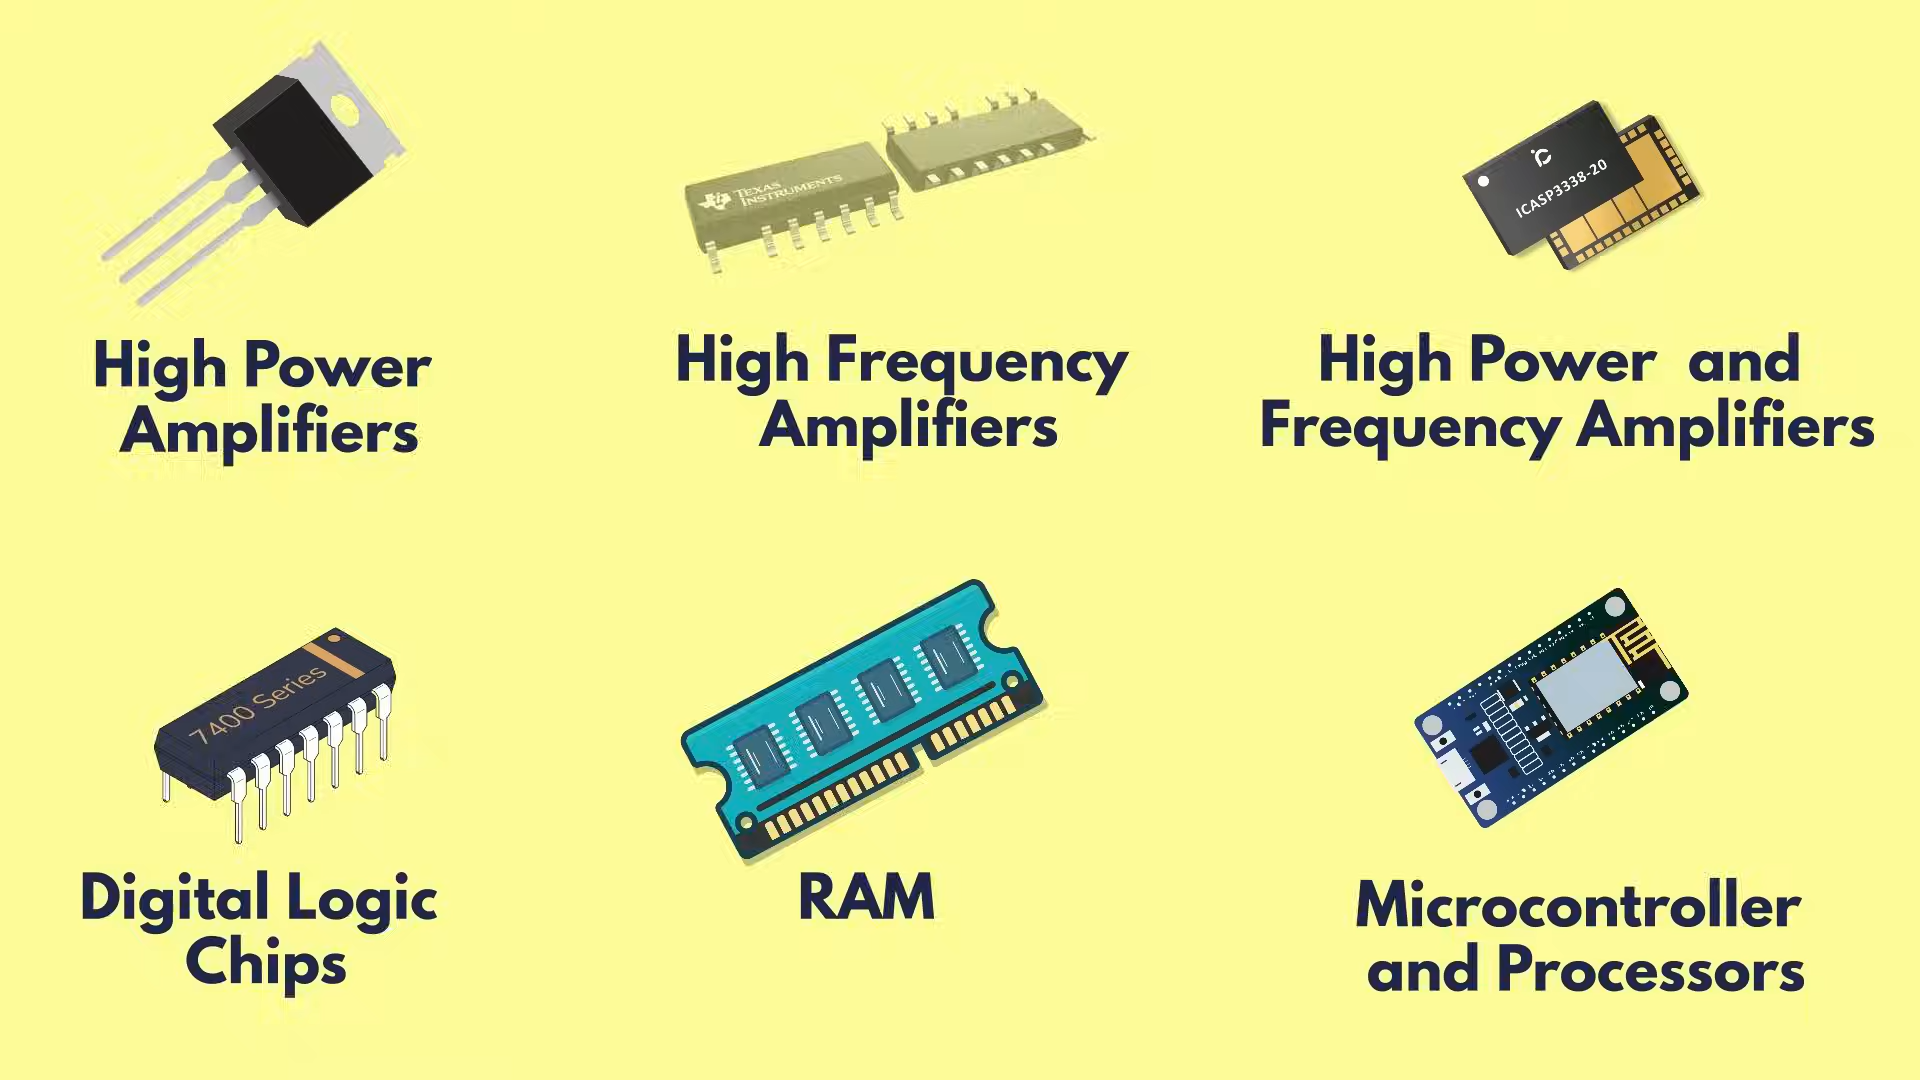 TEXAS
INSTRUMENTS
ICASP3338-20
High Power
Amplifiers
High Frequency
Amplifiers
High Power and
Frequency Amplifiers
7400 Series
Digital Logic
Chips
RAM
Microcontroller
and Processors